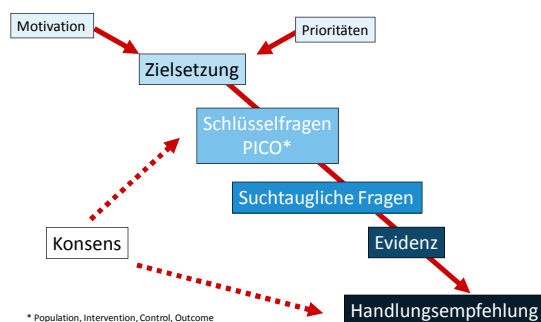 Motivation
Prioritäten
Zielsetzung
Schlüsselfragen
PICO*
Suchtaugliche Fragen
Konsens
Evidenz
Handlungsempfehlung
* Population, Intervention, Control, Outcome